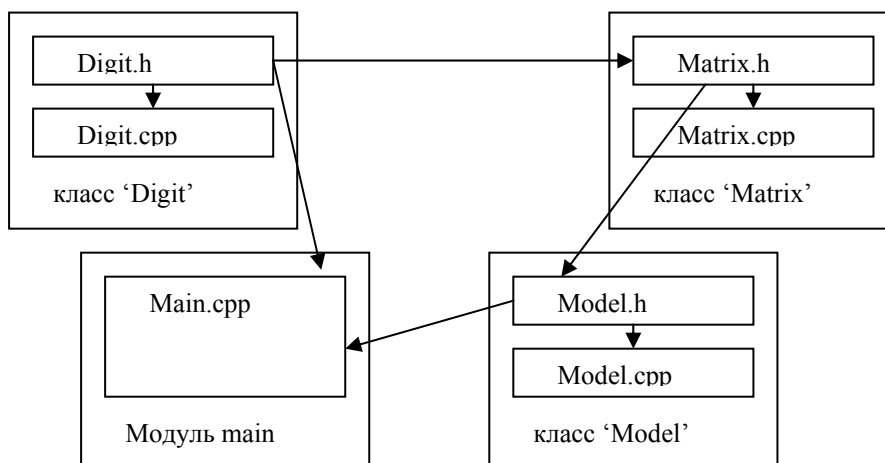 Digit.h
Digit.cpp
класс ‘Digit’
Matrix.h
Matrix.cpp
класс ‘Matrix’
Main.cpp
Модуль main
Model.h
Model.cpp
класс ‘Model’